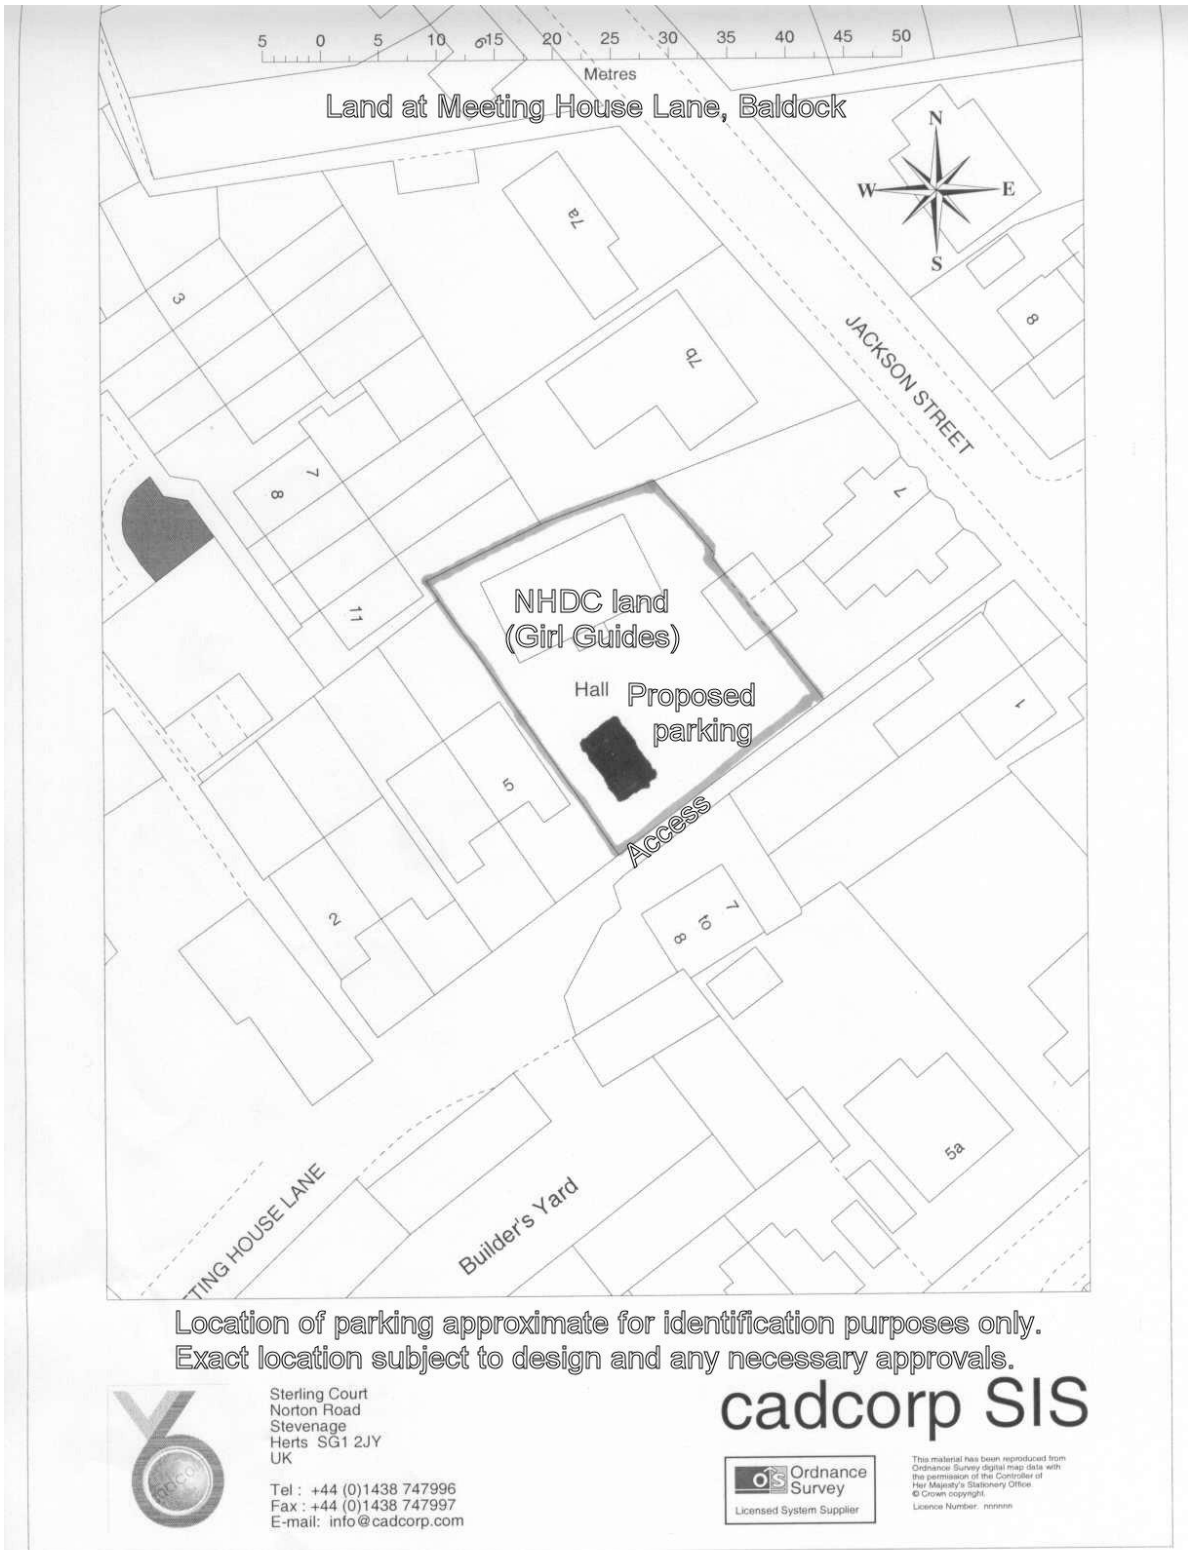 5 0 5 10 15 20 25 30 35 40 45 50
9
Metres
Land at Meeting House Lane, Baldock
N
W E
S
7a
3
8
JACKSON STREET
7b
7
8
7
NHDC land
(Girl Guides)
11
Hall
Proposed
parking
1
5
Access
2
7
to
8
5a
Builder's Yard
TING HOUSE LANE
Location of parking approximate for identification purposes only.
Exact location subject to design and any necessary approvals.
cadcorp SIS
Sterling Court
Norton Road
Stevenage
Herts SG1 2JY
UK
Tel : +44 (0)1438 747996
Fax : +44 (0)1438 747997
E-mail: info@cadcorp.com
OS Ordnance
Survey
Licensed System Supplier
This material has been reproduced from
Ordnance Survey digital map data with
the permission of the Controller of
Her Majesty's Stationery Office.
© Crown copyright.
Licence Number. nnnnnn